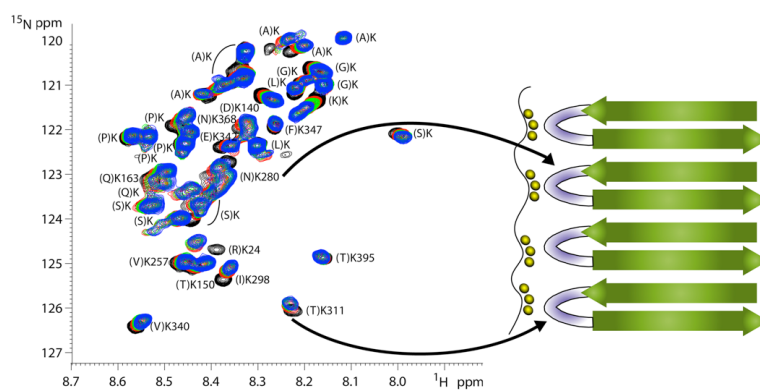 ¹⁵N ppm
120
121
122
123
124
125
126
127
8.7
8.6
8.5
8.4
8.3
8.2
8.1
8.0
¹H ppm
(A)K
(A)K
(A)K
(A)K
(A)K
(G)K
(G)K
(G)K
(L)K
(K)K
(D)K140
(P)K
(N)K368
(F)K347
(P)K
(E)K342
(S)K
(P)K
(L)K
(P)K
(Q)K163
(N)K280
(Q)K
(S)K
(S)K
(S)K
(R)K24
(V)K257
(T)K395
(T)K150
(I)K298
(T)K311
(V)K340